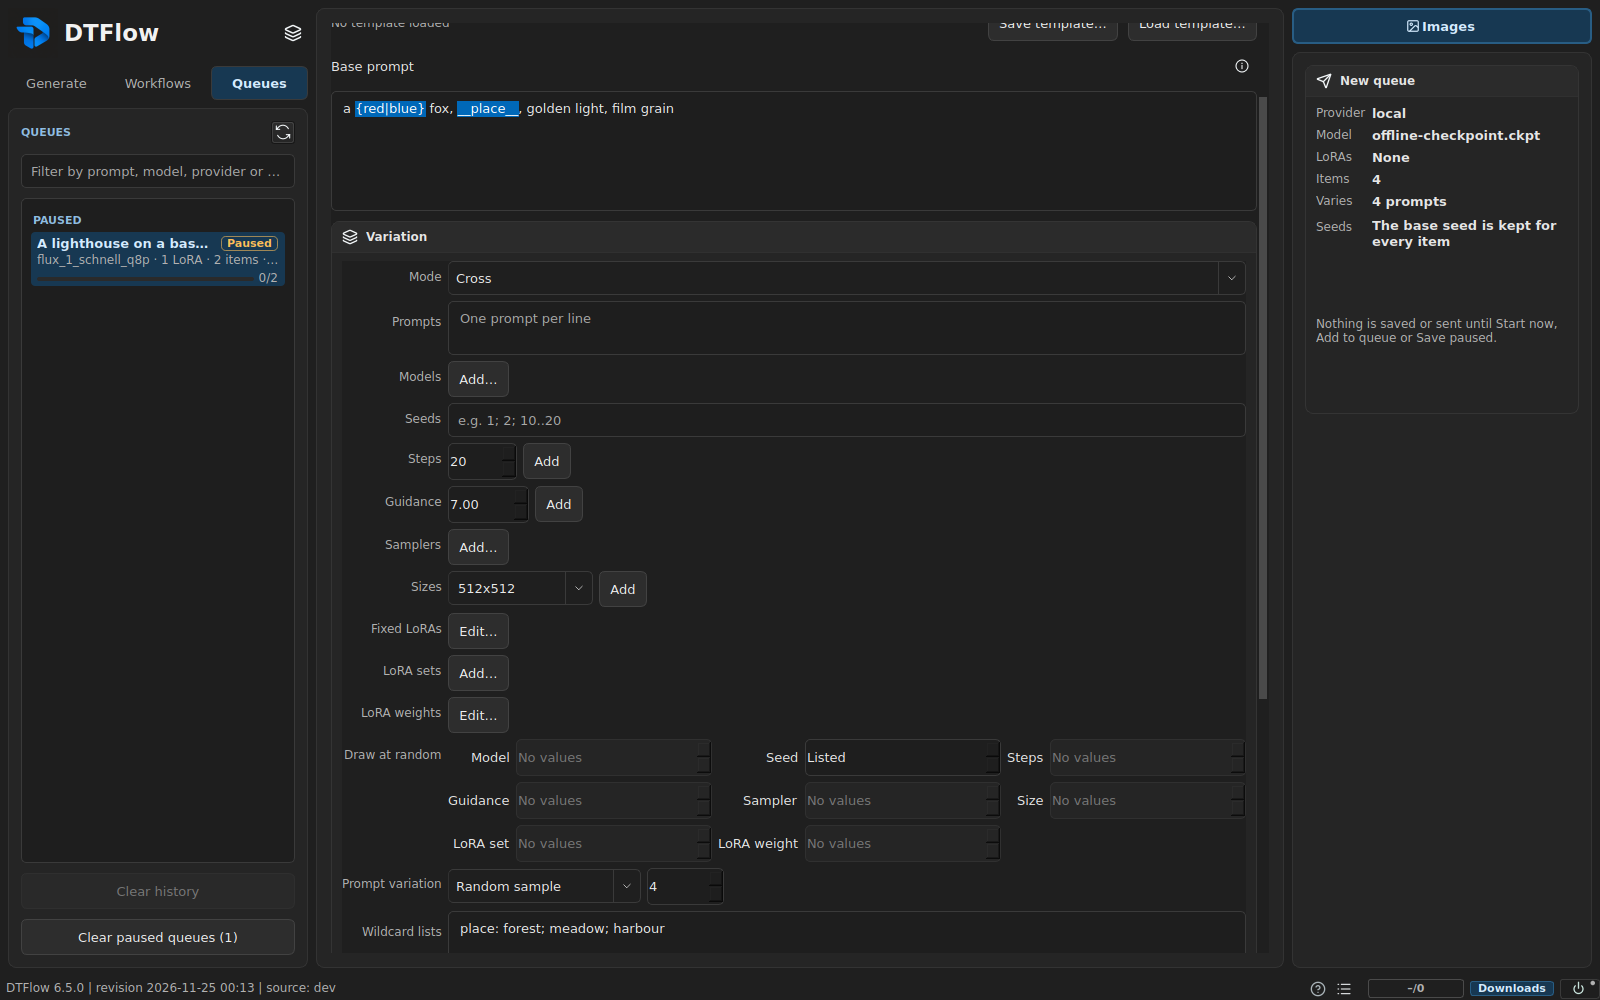 DTFlow
Generate
Workflows
Queues
QUEUES
Filter by prompt, model, provider or ...
PAUSED
A lighthouse on a bas...
Paused
flux_1_schnell_q8p · 1 LoRA · 2 items ·...
0/2
Clear history
Clear paused queues (1)
No template loaded
Save template...
Load template...
Base prompt
a {red|blue} fox, __place__, golden light, film grain
Variation
Mode
Cross
Prompts
One prompt per line
Models
Add...
Seeds
e.g. 1; 2; 10..20
Steps
20
Add
Guidance
7.00
Add
Samplers
Add...
Sizes
512x512
Add
Fixed LoRAs
Edit...
LoRA sets
Add...
LoRA weights
Edit...
Draw at random
Model
No values
Seed
Listed
Steps
No values
Guidance
No values
Sampler
No values
Size
No values
LoRA set
No values
LoRA weight
No values
Prompt variation
Random sample
4
Wildcard lists
place: forest; meadow; harbour
Images
New queue
Provider
local
Model
offline-checkpoint.ckpt
LoRAs
None
Items
4
Varies
4 prompts
Seeds
The base seed is kept for
every item
Nothing is saved or sent until Start now,
Add to queue or Save paused.
DTFlow 6.5.0 | revision 2026-11-25 00:13 | source: dev
-/0
Downloads